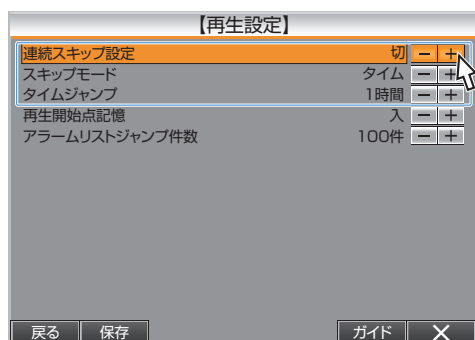 【再生設定】
連続スキップ設定 切 － ＋
スキップモード タイム － ＋
タイムジャンプ 1時間 － ＋
再生開始点記憶 入 － ＋
アラームリストジャンプ件数 100件 － ＋
戻る 保存 ガイド ×